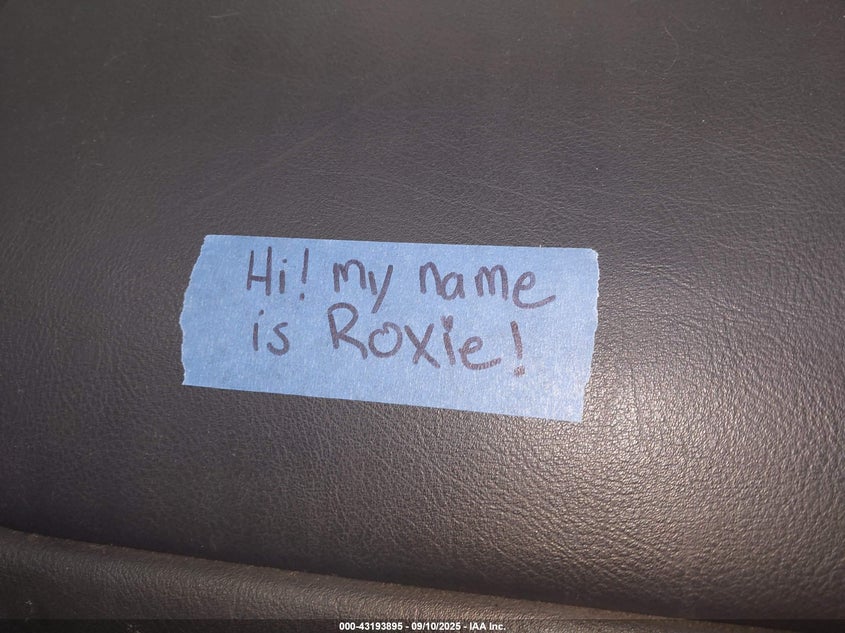 Hi! my name
is Roxie!
000-43193895 - 09/10/2025 - IAA Inc.